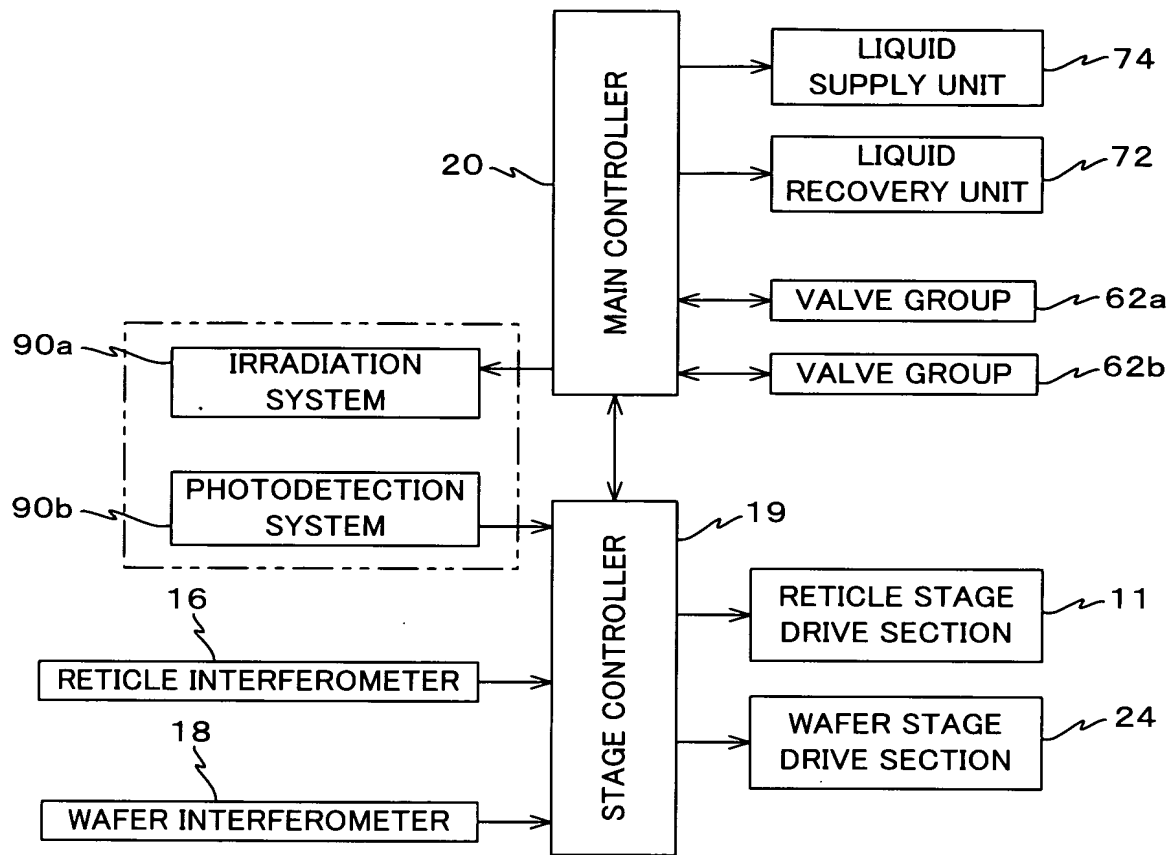 LIQUID
SUPPLY UNIT
74
20
MAIN CONTROLLER
LIQUID
RECOVERY UNIT
72
VALVE GROUP
62a
90a
IRRADIATION
SYSTEM
VALVE GROUP
62b
90b
PHOTODETECTION
SYSTEM
STAGE CONTROLLER
19
RETICLE STAGE
DRIVE SECTION
11
16
RETICLE INTERFEROMETER
WAFER STAGE
DRIVE SECTION
24
18
WAFER INTERFEROMETER